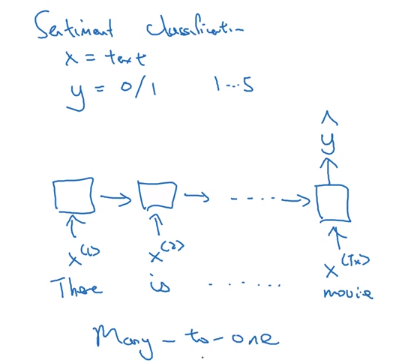 Sentiment classification
x = text
y = 0/1 1...5
ŷ
x^(1) x^(2) ...... x^(Tx)
There is ...... movie
Many-to-one